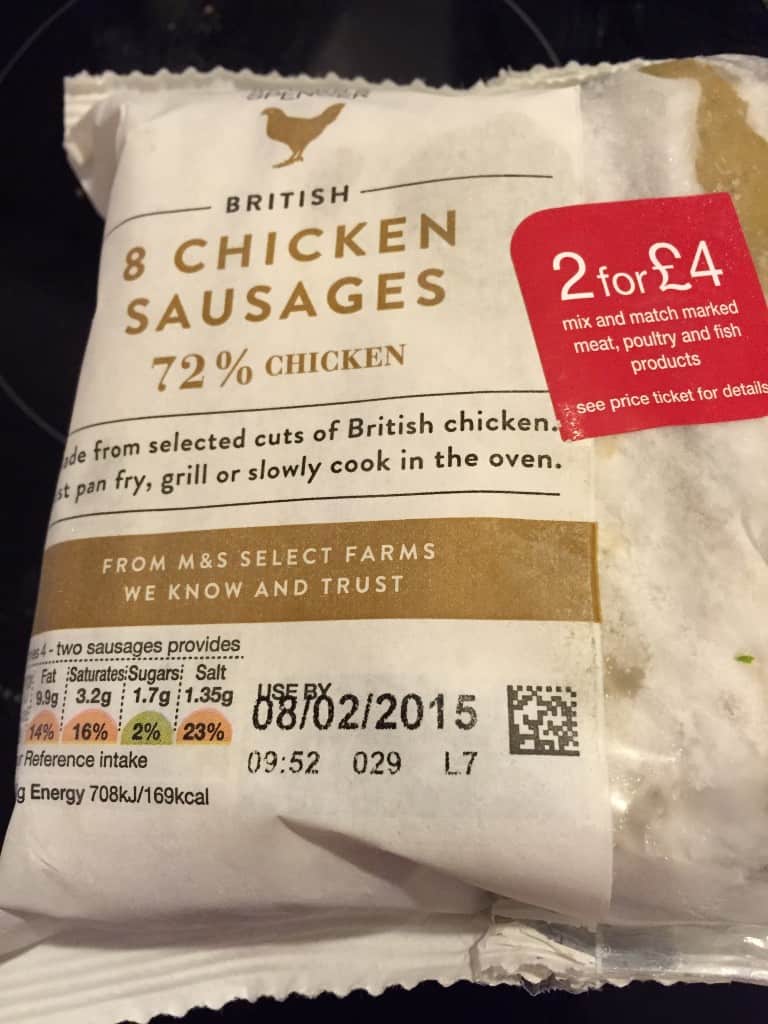 BRITISH
8 CHICKEN
SAUSAGES
72% CHICKEN
from selected cuts of British chicken.
pan fry, grill or slowly cook in the oven.
FROM M&S SELECT FARMS
WE KNOW AND TRUST
2 for £4
mix and match marked
meat, poultry and fish
products
see price ticket for details
4 - two sausages provides
Fat Saturates Sugars Salt
9.9g 3.2g 1.7g 1.35g
14% 16% 2% 23%
Reference intake
Energy 708kJ/169kcal
USE BY
08/02/2015
09:52 029 L7